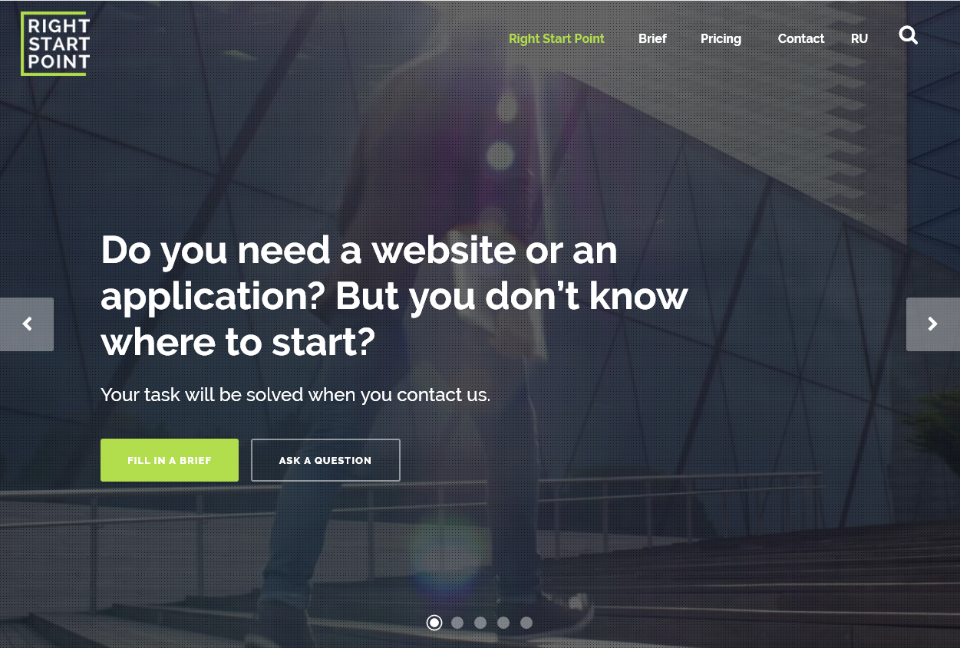 RIGHT
START
POINT
Right Start Point Brief Pricing Contact RU
Do you need a website or an
application? But you don’t know
where to start?
Your task will be solved when you contact us.
FILL IN A BRIEF ASK A QUESTION